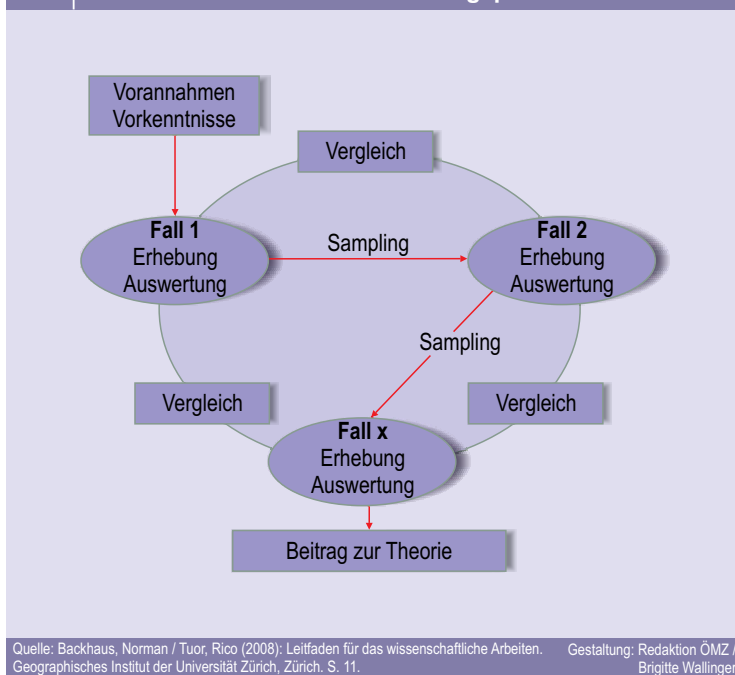 Vorannahmen
Vorkenntnisse
Vergleich
Fall 1
Erhebung
Auswertung
Sampling
Fall 2
Erhebung
Auswertung
Sampling
Vergleich
Vergleich
Fall x
Erhebung
Auswertung
Beitrag zur Theorie
Quelle: Backhaus, Norman / Tuor, Rico (2008): Leitfaden für das wissenschaftliche Arbeiten.
Geographisches Institut der Universität Zürich, Zürich. S. 11.
Gestaltung: Redaktion ÖMZ /
Brigitte Wallinger